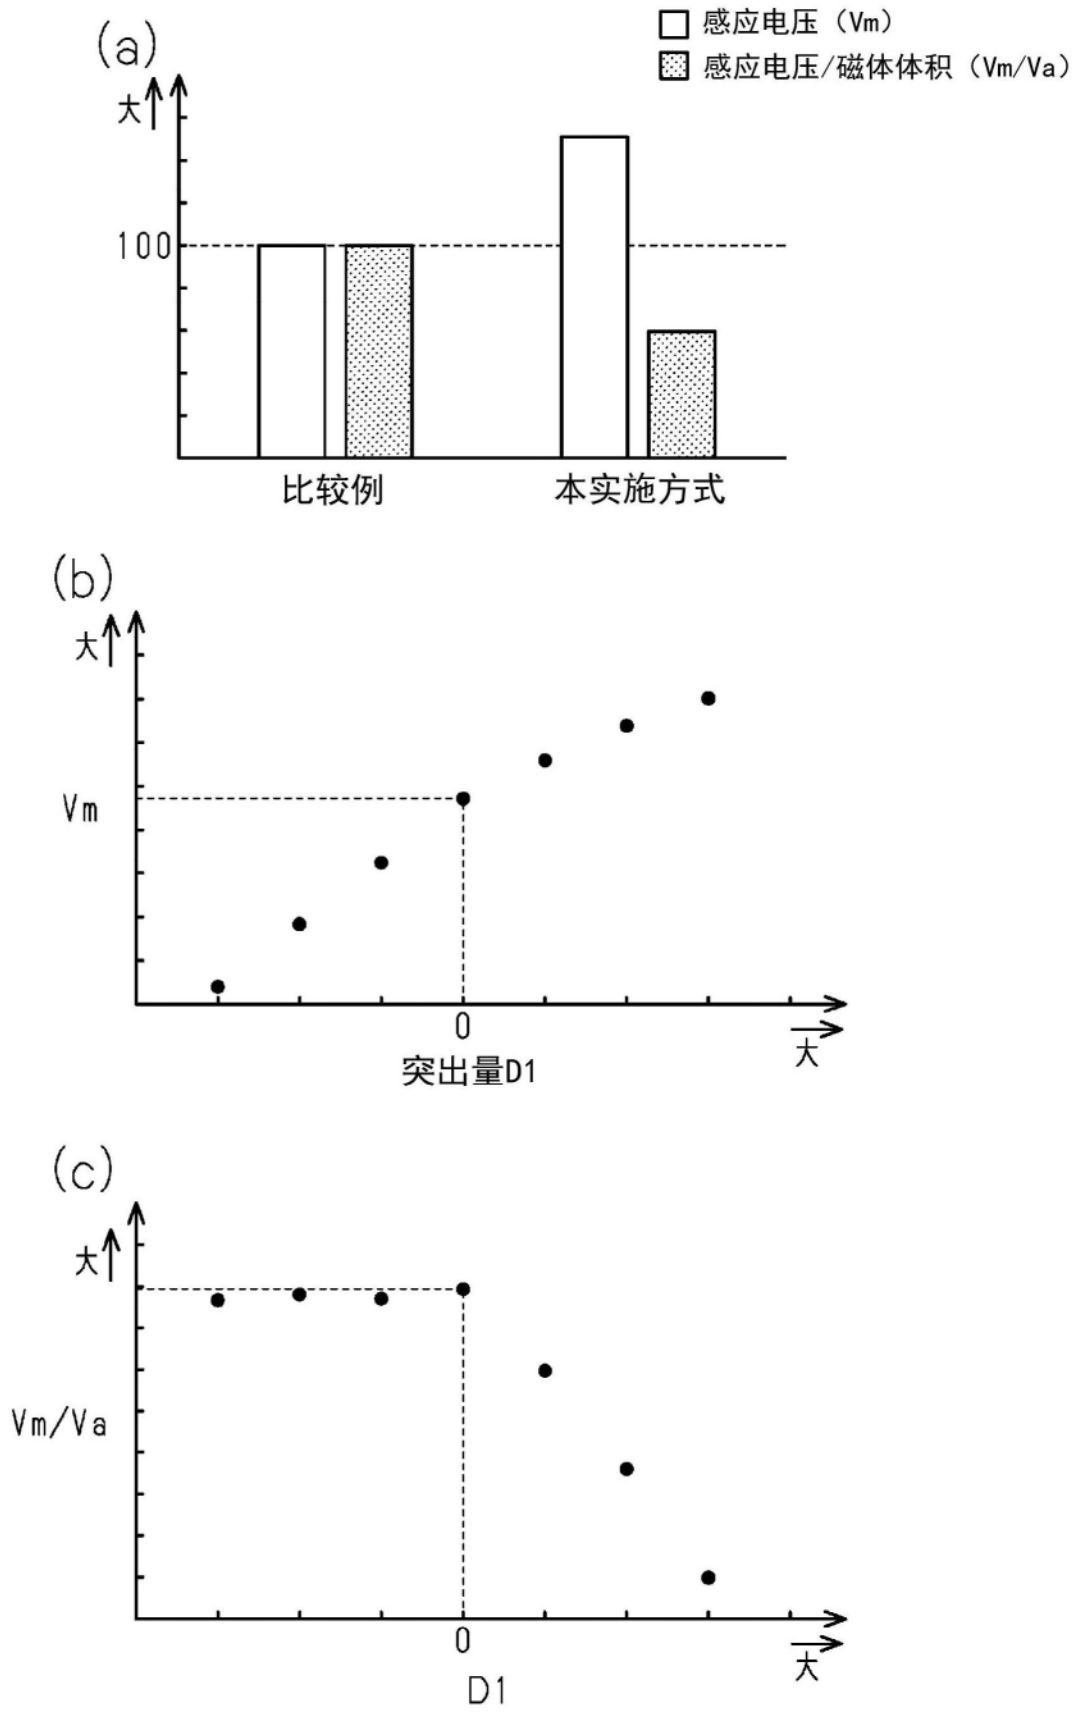 (a)
感应电压（Vm）
感应电压/磁体体积（Vm/Va）
大
100
比较例
本实施方式
(b)
大
Vm
0
大
突出量D1
(c)
大
Vm/Va
0
大
D1